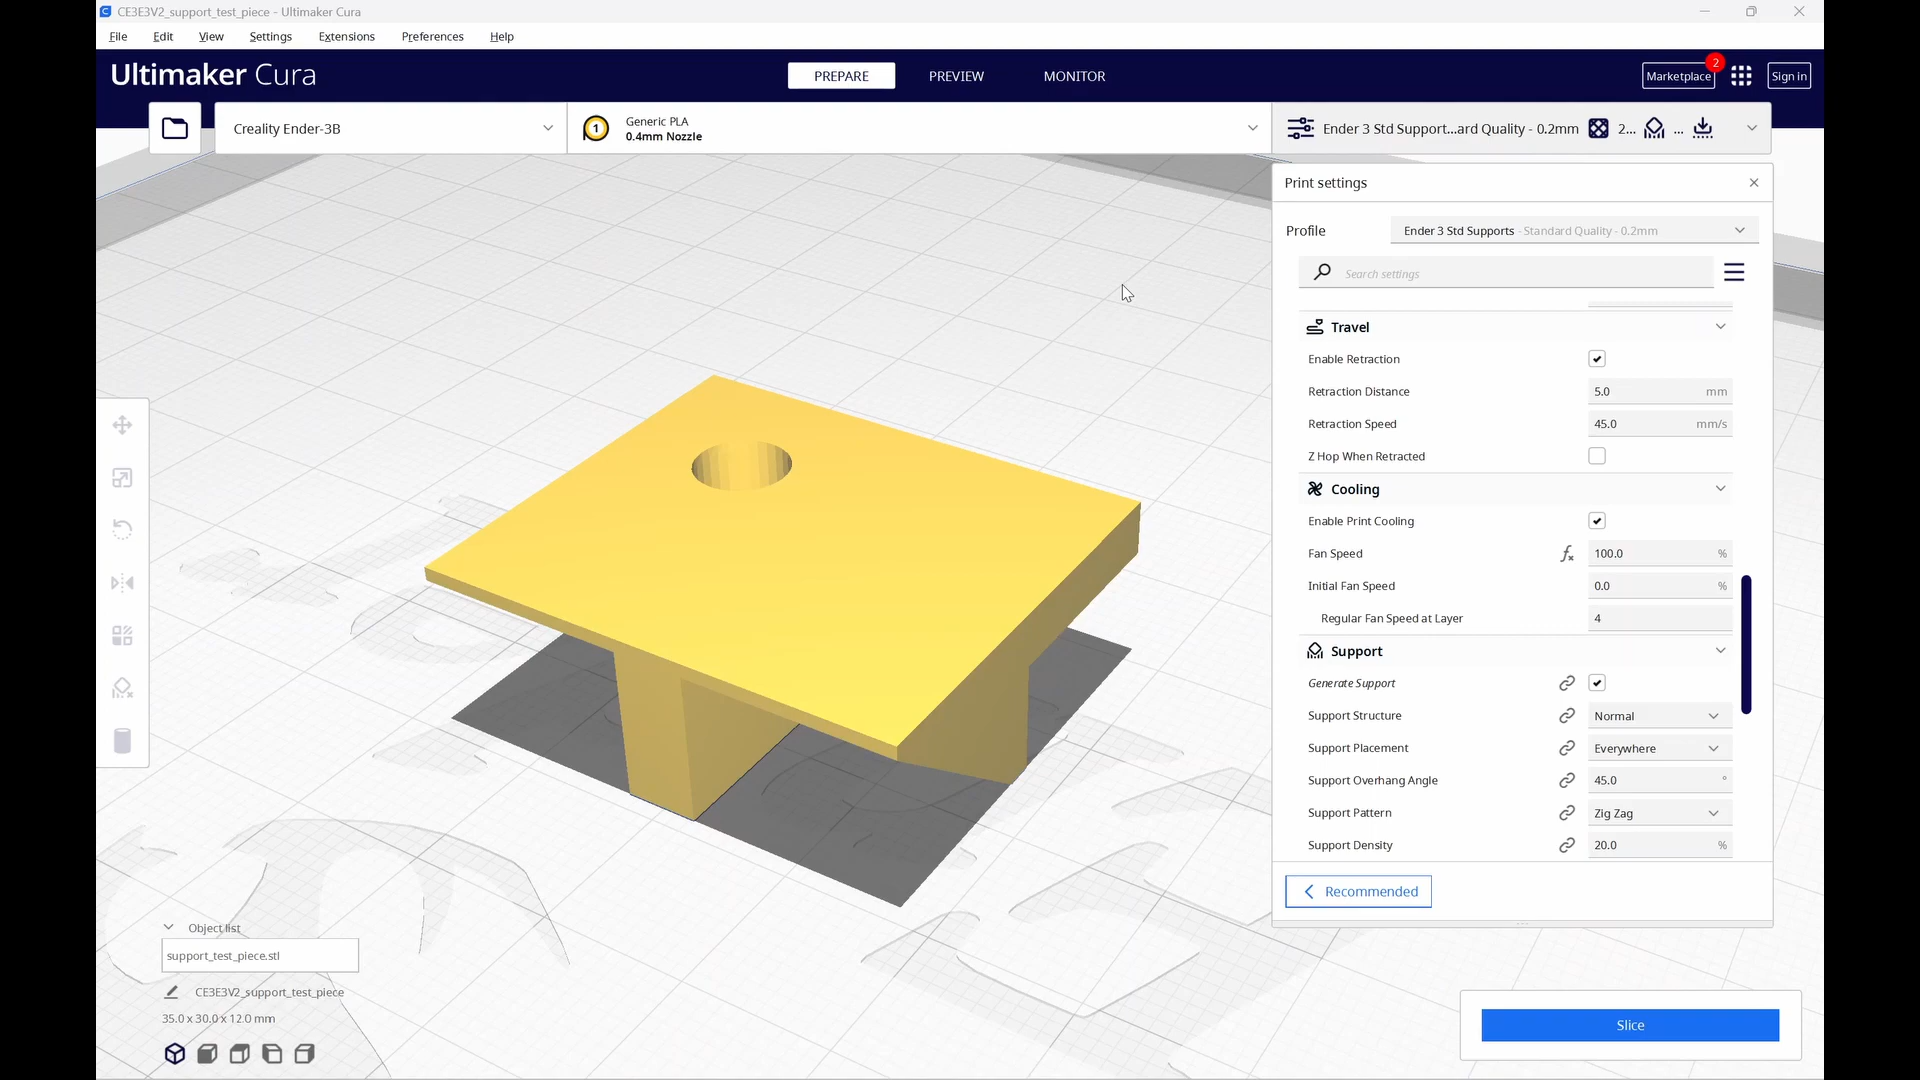 CE3E3V2_support_test_piece - Ultimaker Cura
File Edit View Settings Extensions Preferences Help
Ultimaker Cura
PREPARE PREVIEW MONITOR
Marketplace 2 Sign in
Creality Ender-3B
1 Generic PLA
0.4mm Nozzle
Ender 3 Std Support...ard Quality - 0.2mm 2... ...
Print settings
Profile Ender 3 Std Supports - Standard Quality - 0.2mm
Search settings
Travel
Enable Retraction
Retraction Distance 5.0 mm
Retraction Speed 45.0 mm/s
Z Hop When Retracted
Cooling
Enable Print Cooling
Fan Speed fx 100.0 %
Initial Fan Speed 0.0 %
Regular Fan Speed at Layer 4
Support
Generate Support
Support Structure Normal
Support Placement Everywhere
Support Overhang Angle 45.0 °
Support Pattern Zig Zag
Support Density 20.0 %
Recommended
Object list
support_test_piece.stl
CE3E3V2_support_test_piece
35.0 x 30.0 x 12.0 mm
Slice